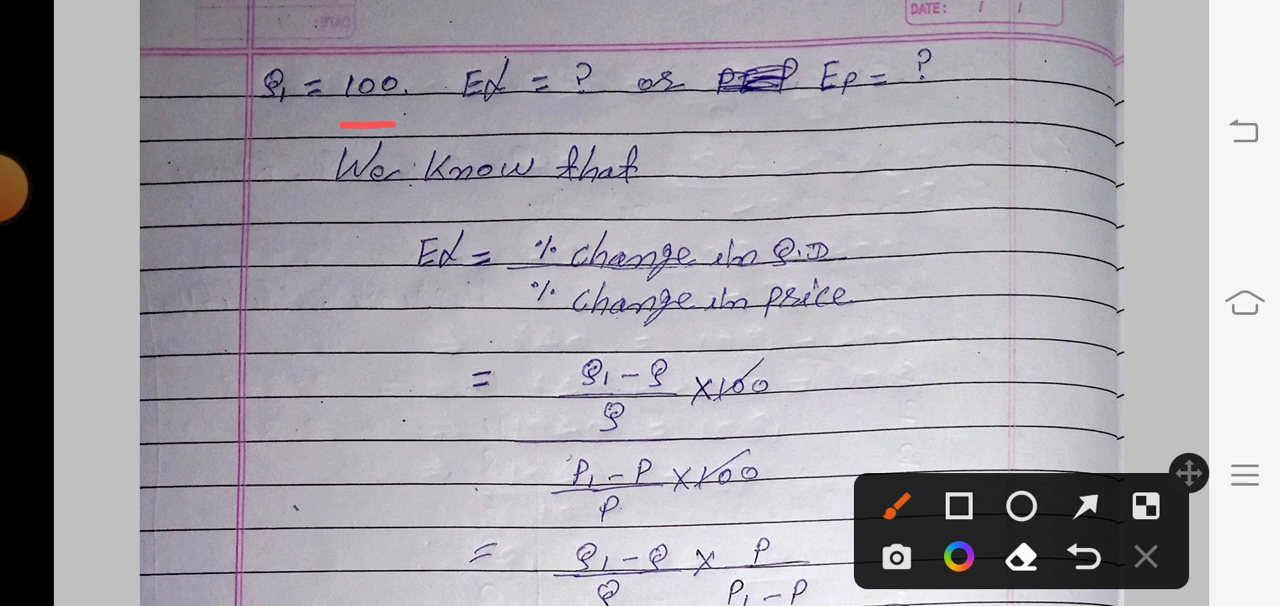 DATE: / /
Q₁ = 100. Ed = ? or Ep = ?
We know that
Ed = % change in Q.D
% change in price
= Q₁ - Q × 100
Q
P₁ - P × 100
P
= Q₁ - Q × P
Q P₁ - P